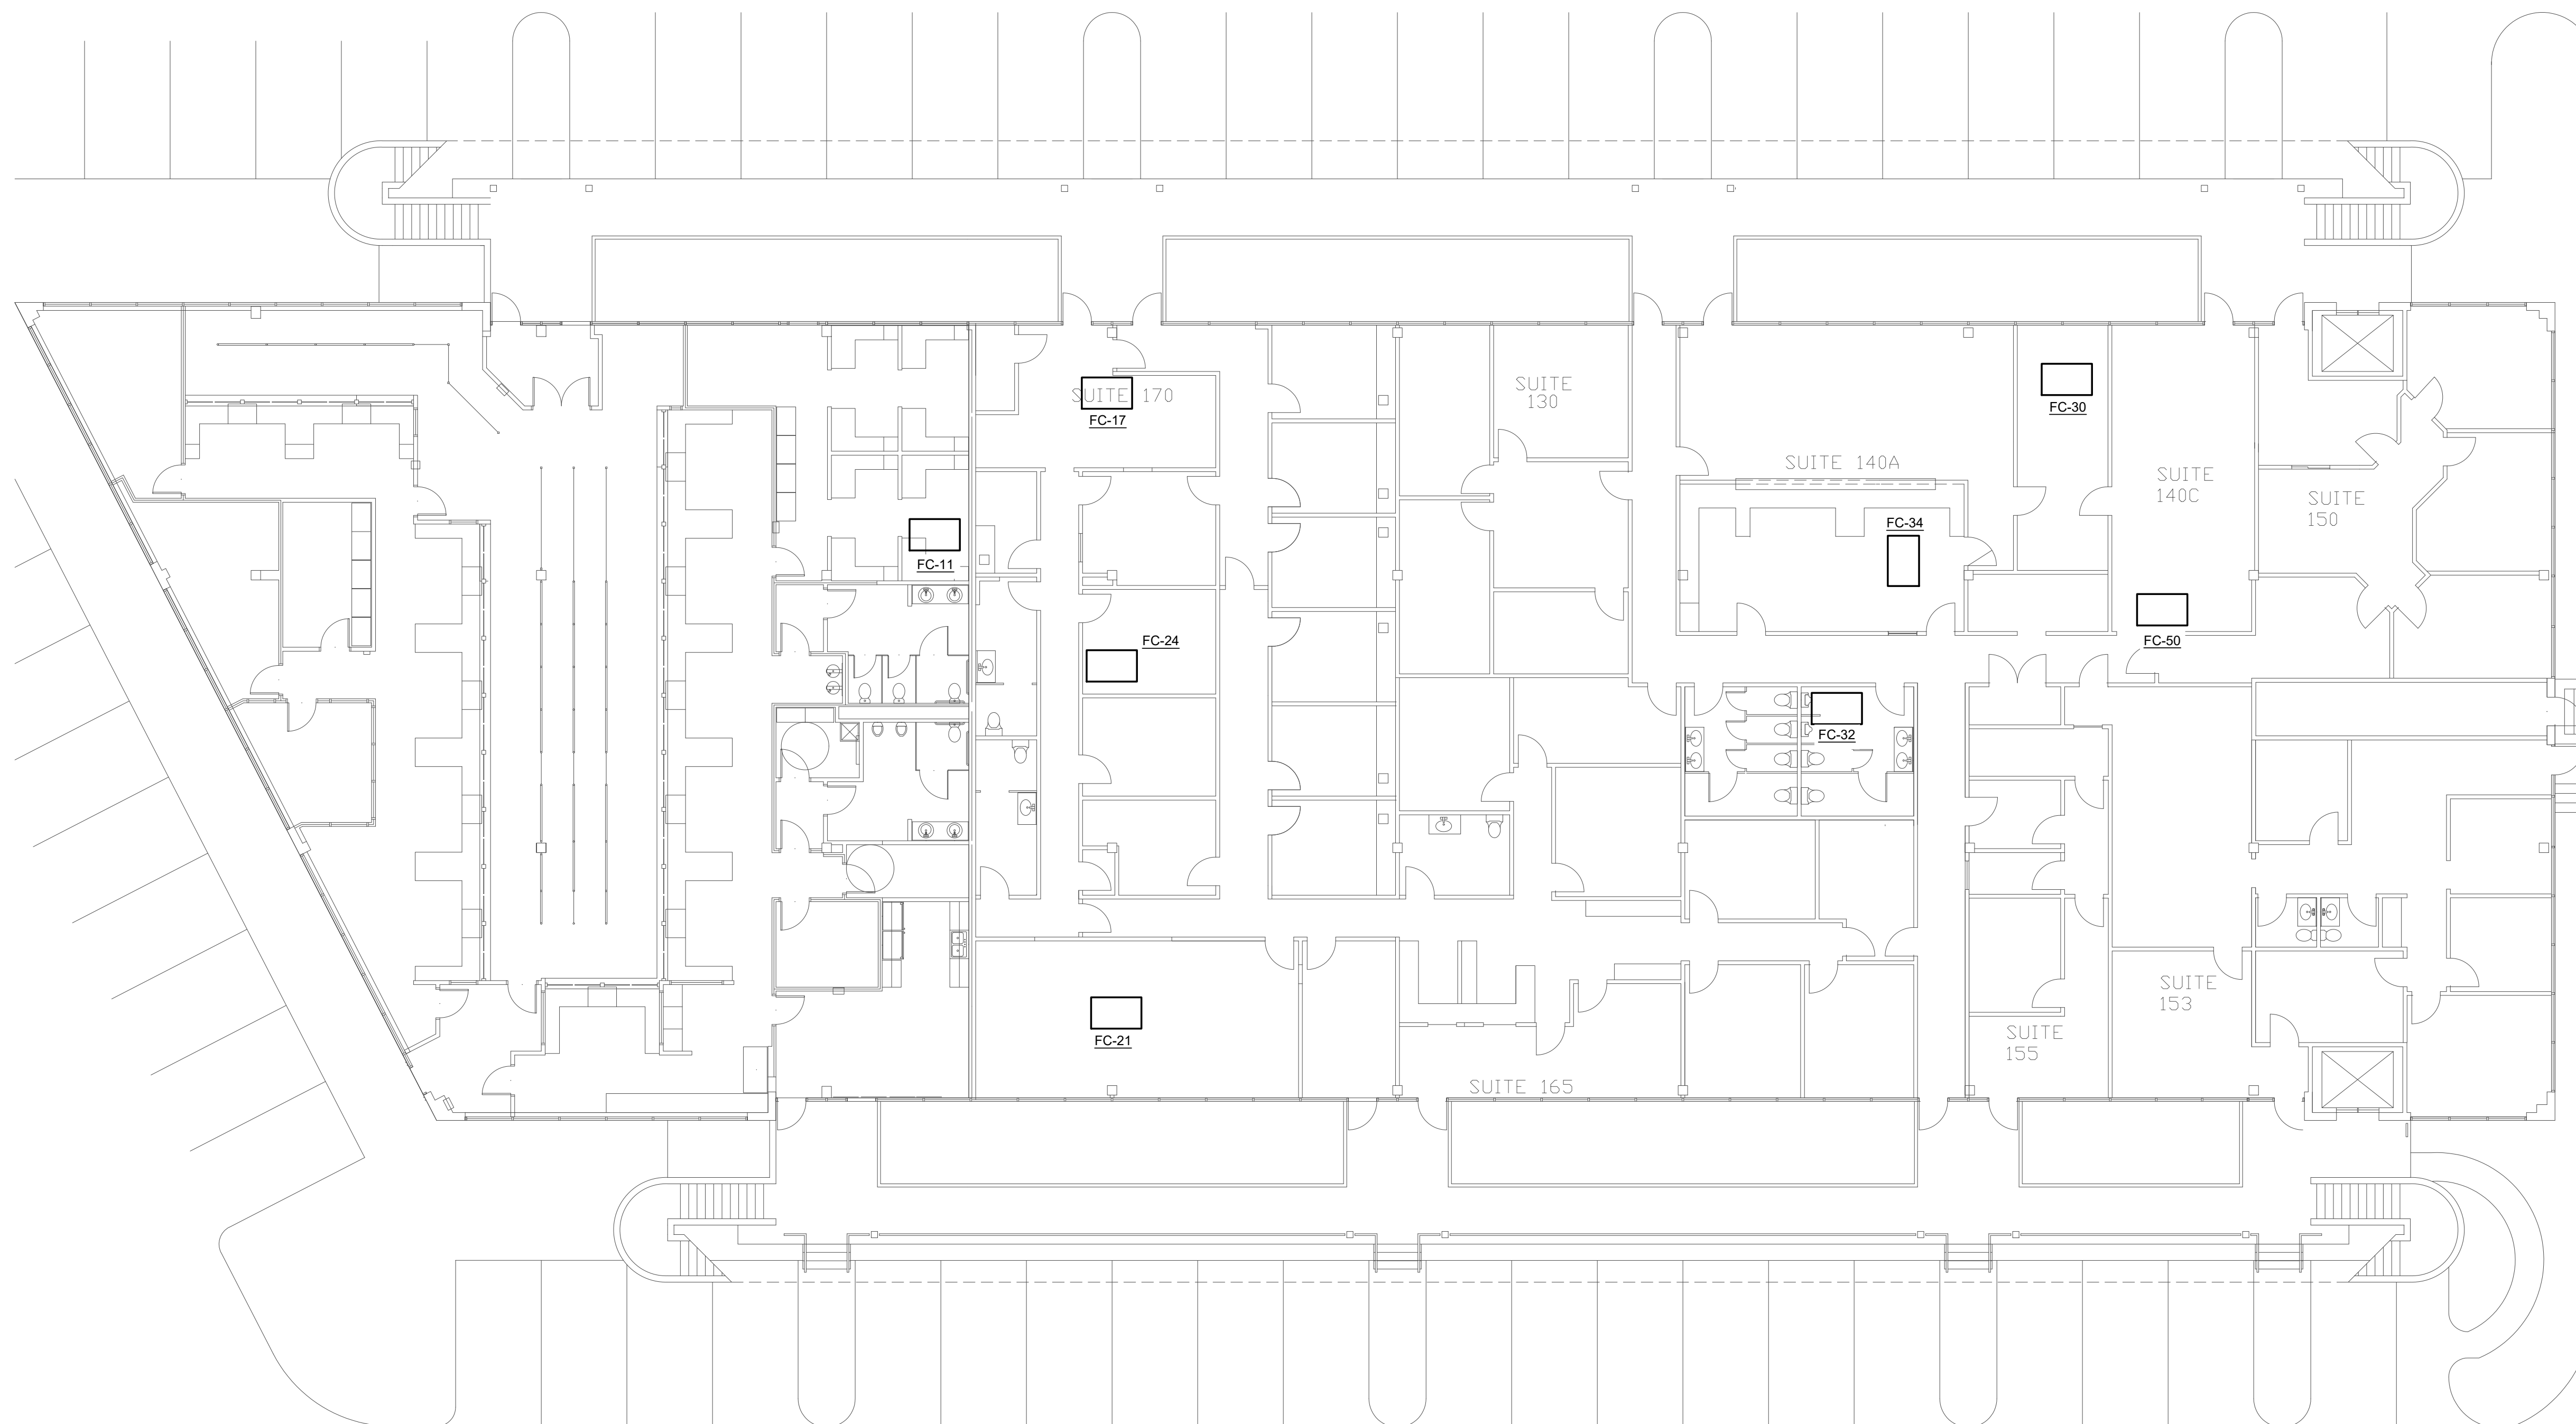 SUITE 170
FC-17
SUITE
130
FC-30
SUITE 140A
SUITE
140C
SUITE
150
FC-34
FC-11
FC-24
FC-50
FC-32
SUITE
153
SUITE
155
FC-21
SUITE 165